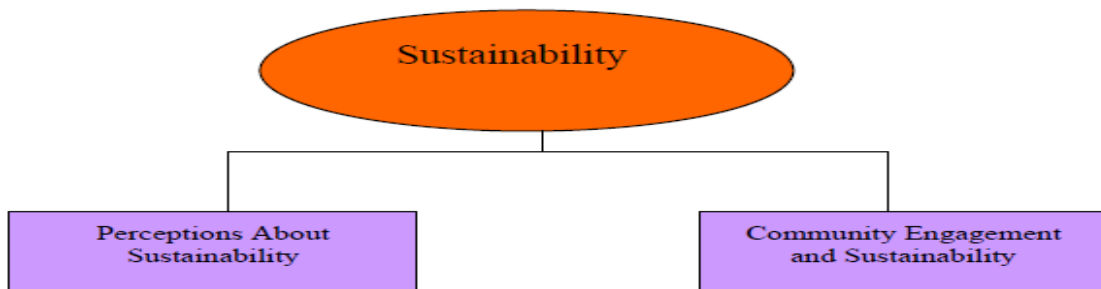 Sustainability
Perceptions About
Sustainability
Community Engagement
and Sustainability